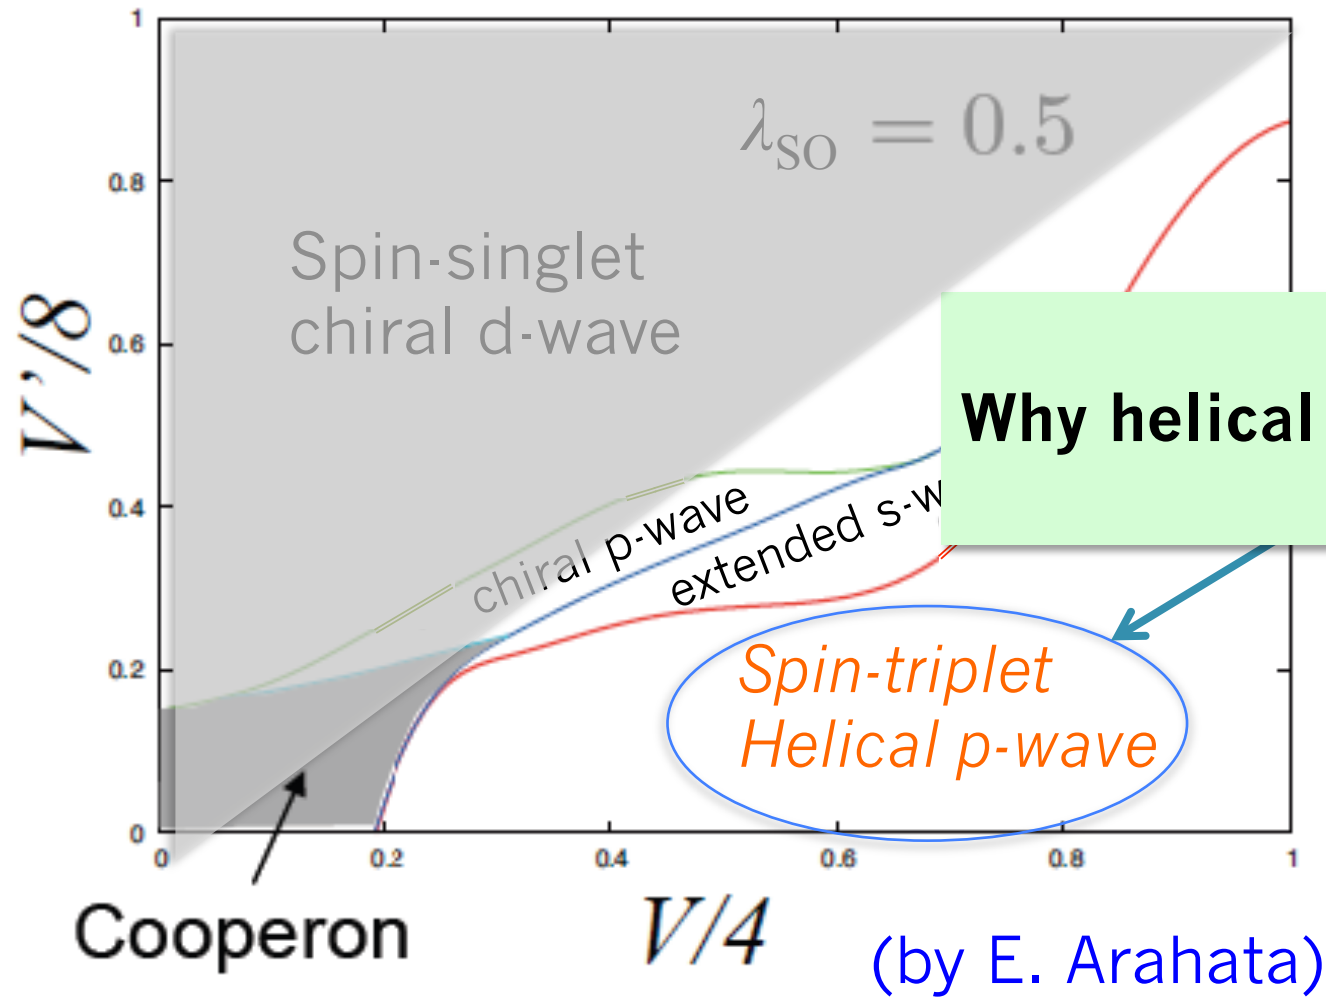 1
0.8
0.6
0.4
0.2
0
V'/8
λSO = 0.5
Spin-singlet
chiral d-wave
Why helical
chiral p-wave
extended s-w
Spin-triplet
Helical p-wave
0 0.2 0.4 0.6 0.8 1
Cooperon
V/4
(by E. Arahata)